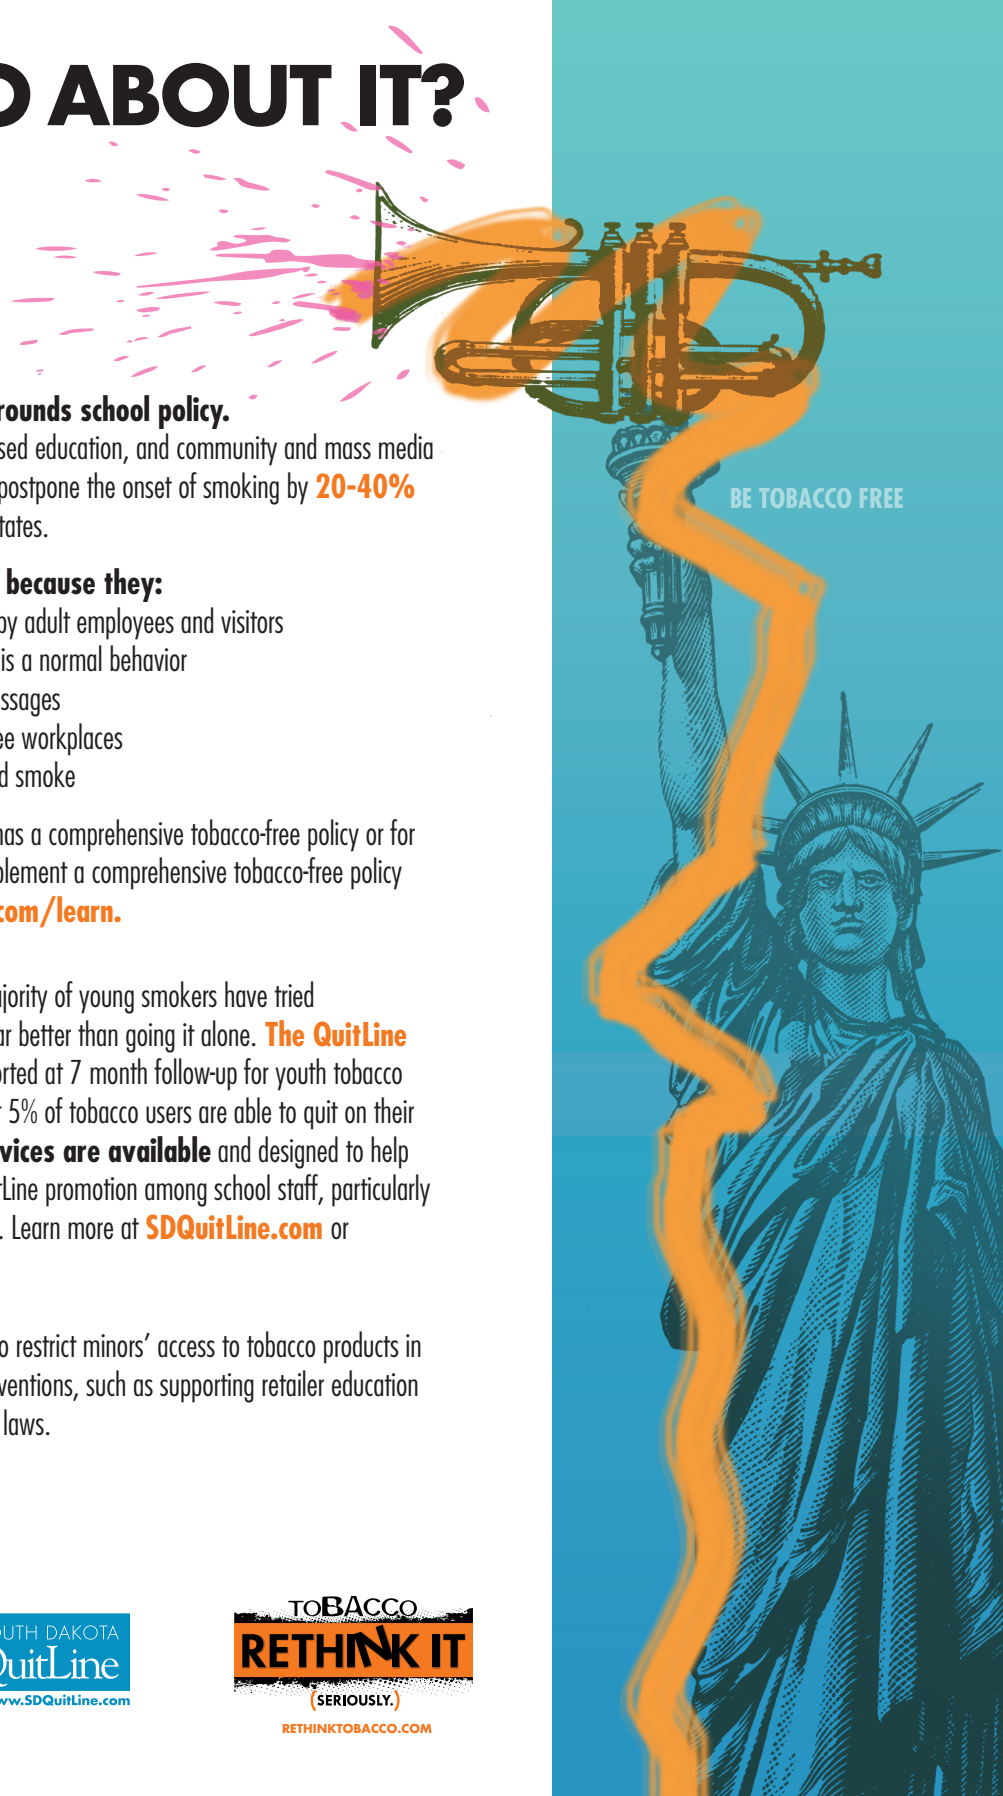 O ABOUT IT?
rounds school policy.
sed education, and community and mass media
postpone the onset of smoking by 20-40%
tates.
BE TOBACCO FREE
because they:
by adult employees and visitors
is a normal behavior
ssages
ee workplaces
d smoke
has a comprehensive tobacco-free policy or for
plement a comprehensive tobacco-free policy
com/learn.
ajority of young smokers have tried
ar better than going it alone. The QuitLine
orted at 7 month follow-up for youth tobacco
5% of tobacco users are able to quit on their
vices are available and designed to help
tLine promotion among school staff, particularly
. Learn more at SDQuitLine.com or
o restrict minors’ access to tobacco products in
ventions, such as supporting retailer education
laws.
OUTH DAKOTA
QuitLine
ww.SDQuitLine.com
TOBACCO
RETHINK IT
(SERIOUSLY.)
RETHINKTOBACCO.COM